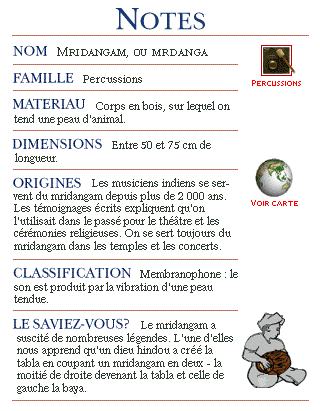 NOTES
NOM MRIDANGAM, OU MRDANGA
PERCUSSIONS
FAMILLE Percussions
MATERIAU Corps en bois, sur lequel on
tend une peau d'animal.
DIMENSIONS Entre 50 et 75 cm de
longueur.
ORIGINES Les musiciens indiens se ser-
vent du mridangam depuis plus de 2 000 ans.
Les témoignages écrits expliquent qu'on
l'utilisait dans le passé pour le théâtre et les
cérémonies religieuses. On se sert toujours du
mridangam dans les temples et les concerts.
VOIR CARTE
CLASSIFICATION Membranophone : le
son est produit par la vibration d'une peau
tendue.
LE SAVIEZ-VOUS? Le mridangam a
suscité de nombreuses légendes. L'une d'elles
nous apprend qu'un dieu hindou a créé la
tabla en coupant un mridangam en deux - la
moitié de droite devenant la tabla et celle de
gauche la baya.